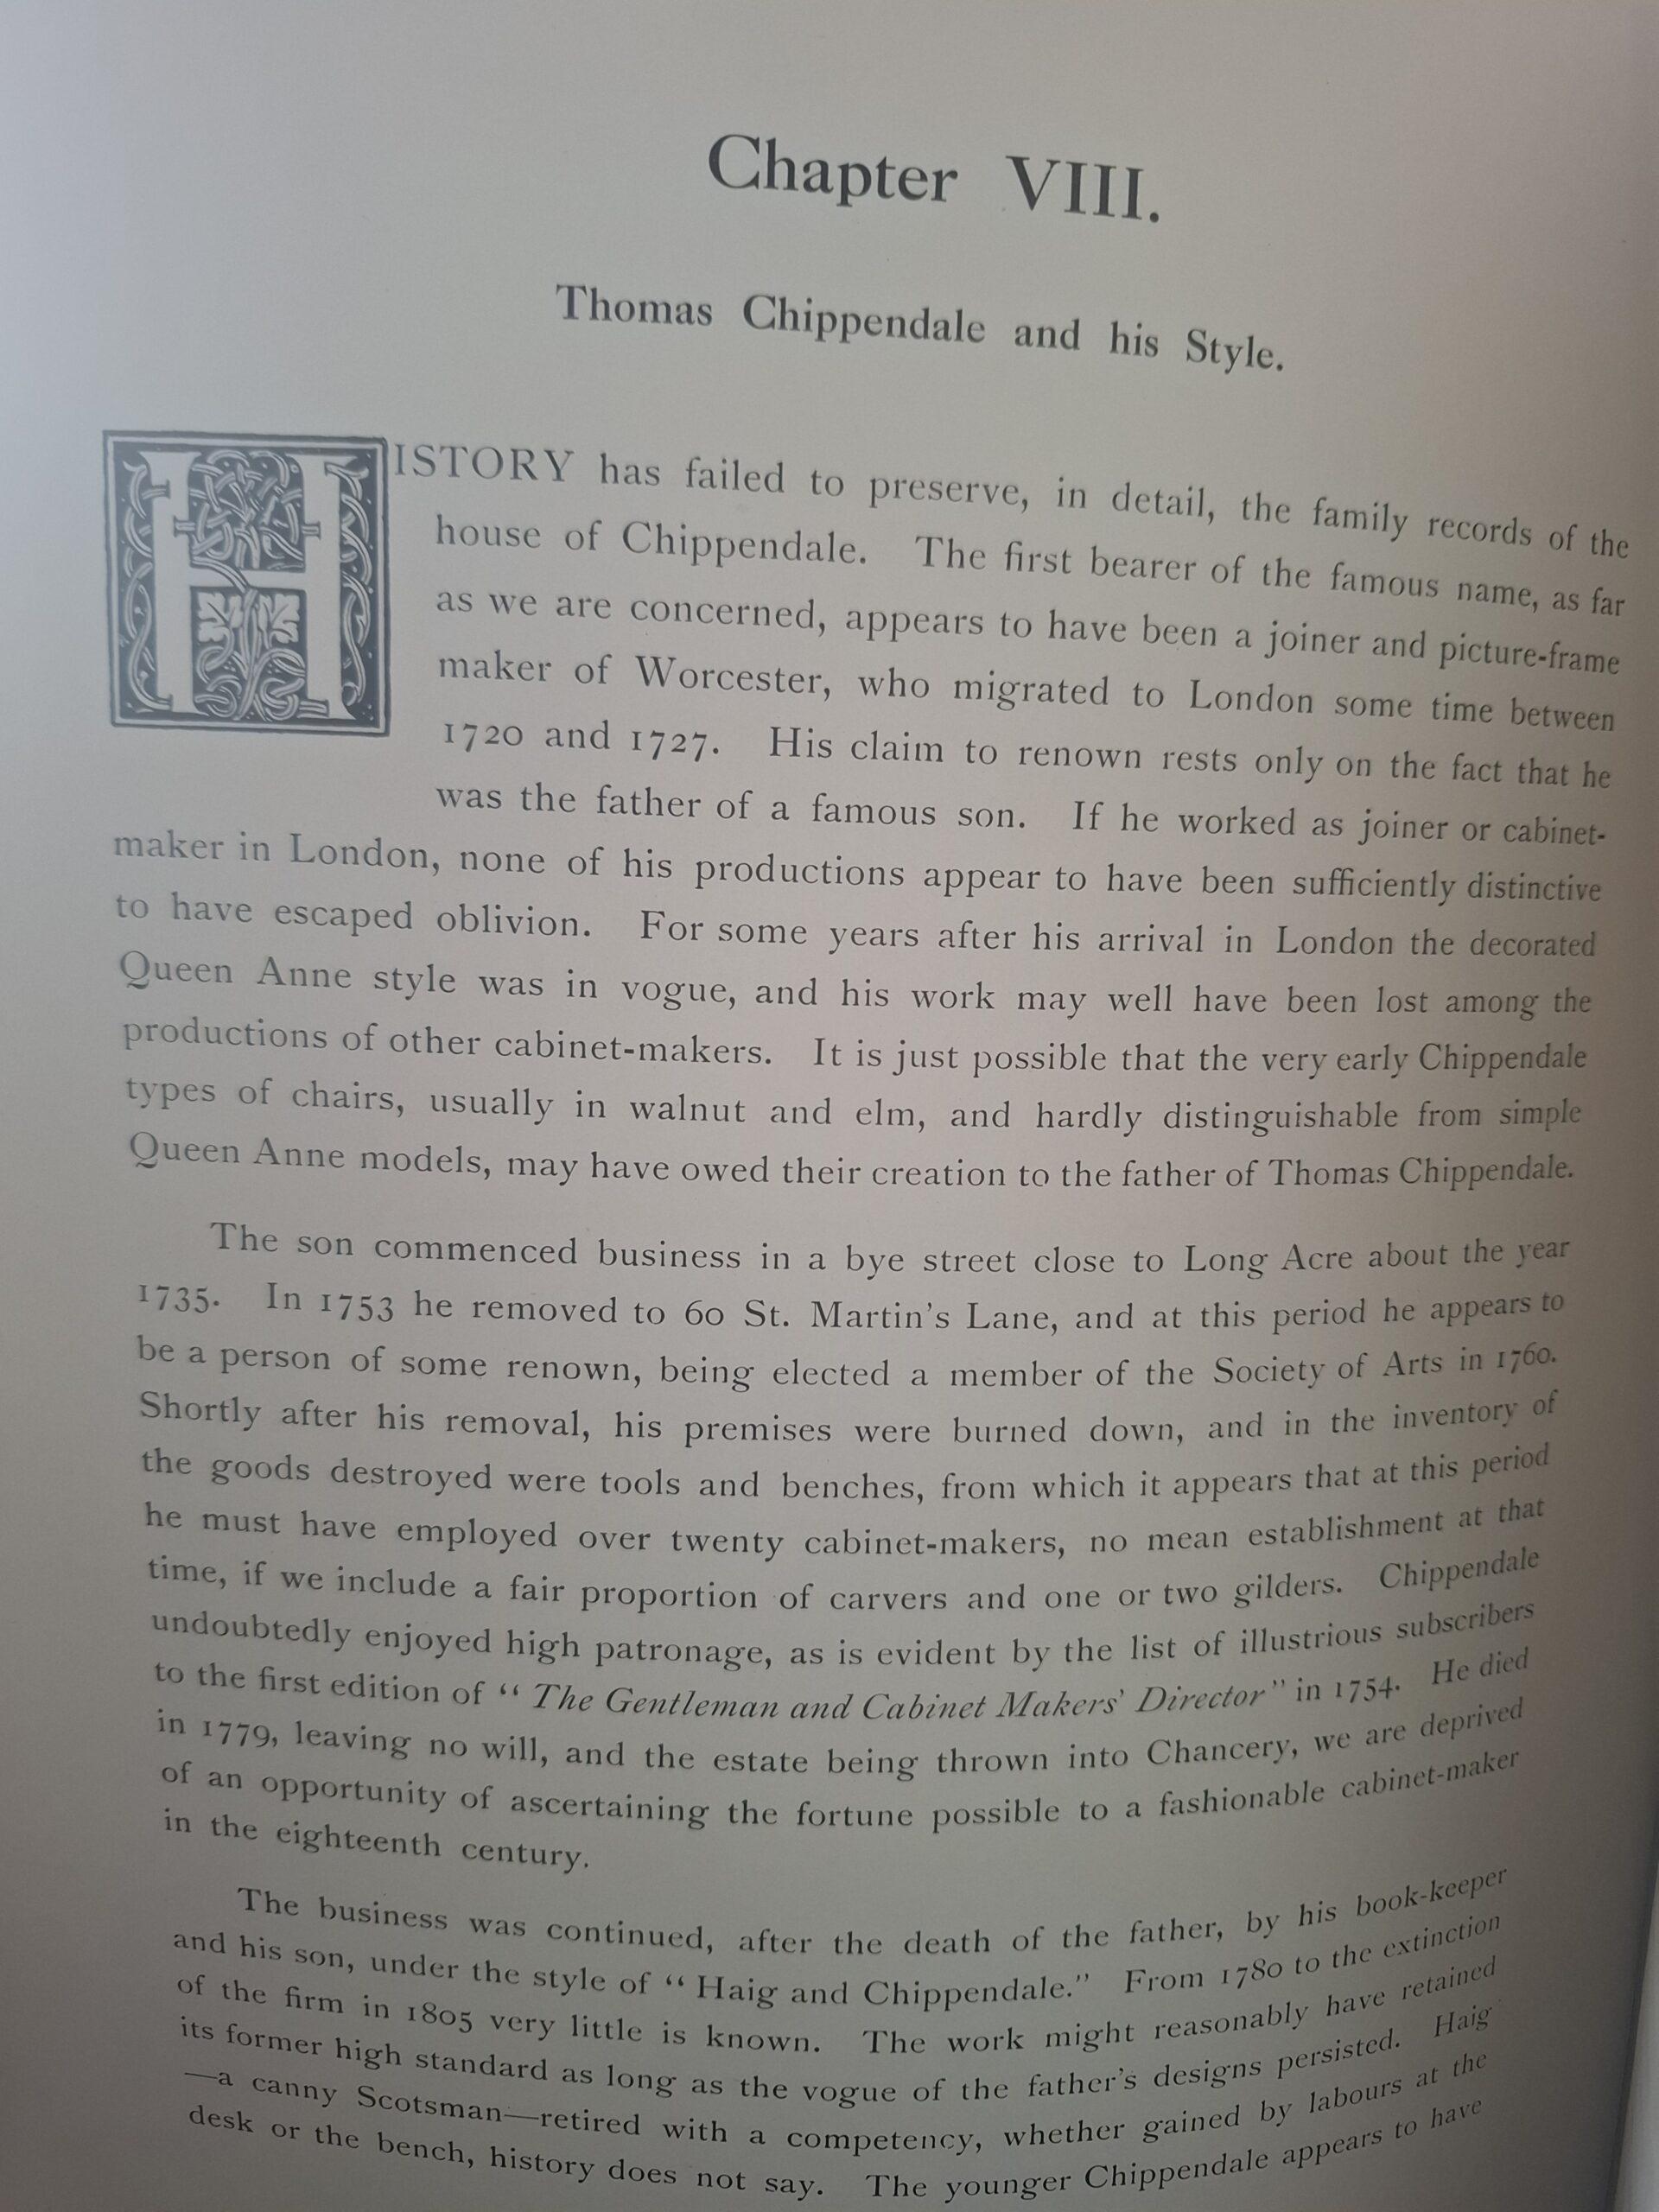 Chapter VIII.
Thomas Chippendale and his Style.
HISTORY has failed to preserve, in detail, the family records of the
house of Chippendale. The first bearer of the famous name, as far
as we are concerned, appears to have been a joiner and picture-frame
maker of Worcester, who migrated to London some time between
1720 and 1727. His claim to renown rests only on the fact that he
was the father of a famous son. If he worked as joiner or cabinet-
maker in London, none of his productions appear to have been sufficiently distinctive
to have escaped oblivion. For some years after his arrival in London the decorated
Queen Anne style was in vogue, and his work may well have been lost among the
productions of other cabinet-makers. It is just possible that the very early Chippendale
types of chairs, usually in walnut and elm, and hardly distinguishable from simple
Queen Anne models, may have owed their creation to the father of Thomas Chippendale.
The son commenced business in a bye street close to Long Acre about the year
1735. In 1753 he removed to 60 St. Martin's Lane, and at this period he appears to
be a person of some renown, being elected a member of the Society of Arts in 1760.
Shortly after his removal, his premises were burned down, and in the inventory of
the goods destroyed were tools and benches, from which it appears that at this period
he must have employed over twenty cabinet-makers, no mean establishment at that
time, if we include a fair proportion of carvers and one or two gilders. Chippendale
undoubtedly enjoyed high patronage, as is evident by the list of illustrious subscribers
to the first edition of "The Gentleman and Cabinet Makers' Director" in 1754. He died
in 1779, leaving no will, and the estate being thrown into Chancery, we are deprived
of an opportunity of ascertaining the fortune possible to a fashionable cabinet-maker
in the eighteenth century.
The business was continued, after the death of the father, by his book-keeper
and his son, under the style of "Haig and Chippendale." From 1780 to the extinction
of the firm in 1805 very little is known. The work might reasonably have retained
its former high standard as long as the vogue of the father's designs persisted. Haig
—a canny Scotsman—retired with a competency, whether gained by labours at the
desk or the bench, history does not say. The younger Chippendale appears to have